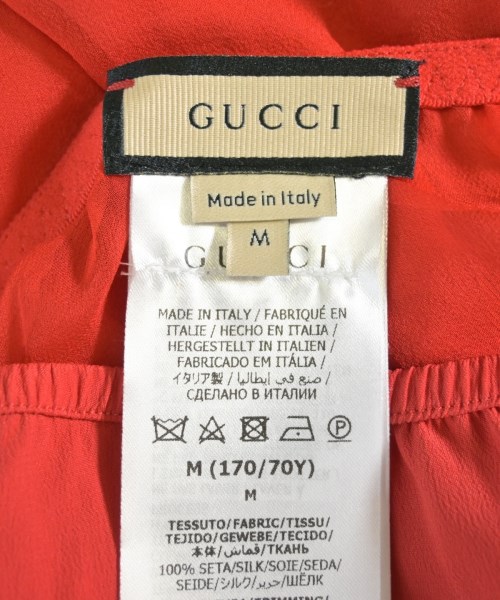 GUCCI
Made in Italy
M
GUCCI
MADE IN ITALY / FABRIQUÉ EN
ITALIE / HECHO EN ITALIA /
HERGESTELLT IN ITALIEN /
FABRICADO EM ITÁLIA /
イタリア製 / صنع في إيطاليا /
СДЕЛАНО В ИТАЛИИ
P
M (170/70Y)
M
TESSUTO/FABRIC/TISSU/
TEJIDO/GEWEBE/TECIDO/
本体/قماش/ТКАНЬ
100% SETA/SILK/SOIE/SEDA/
SEIDE/シルク/حرير/ШЁЛК